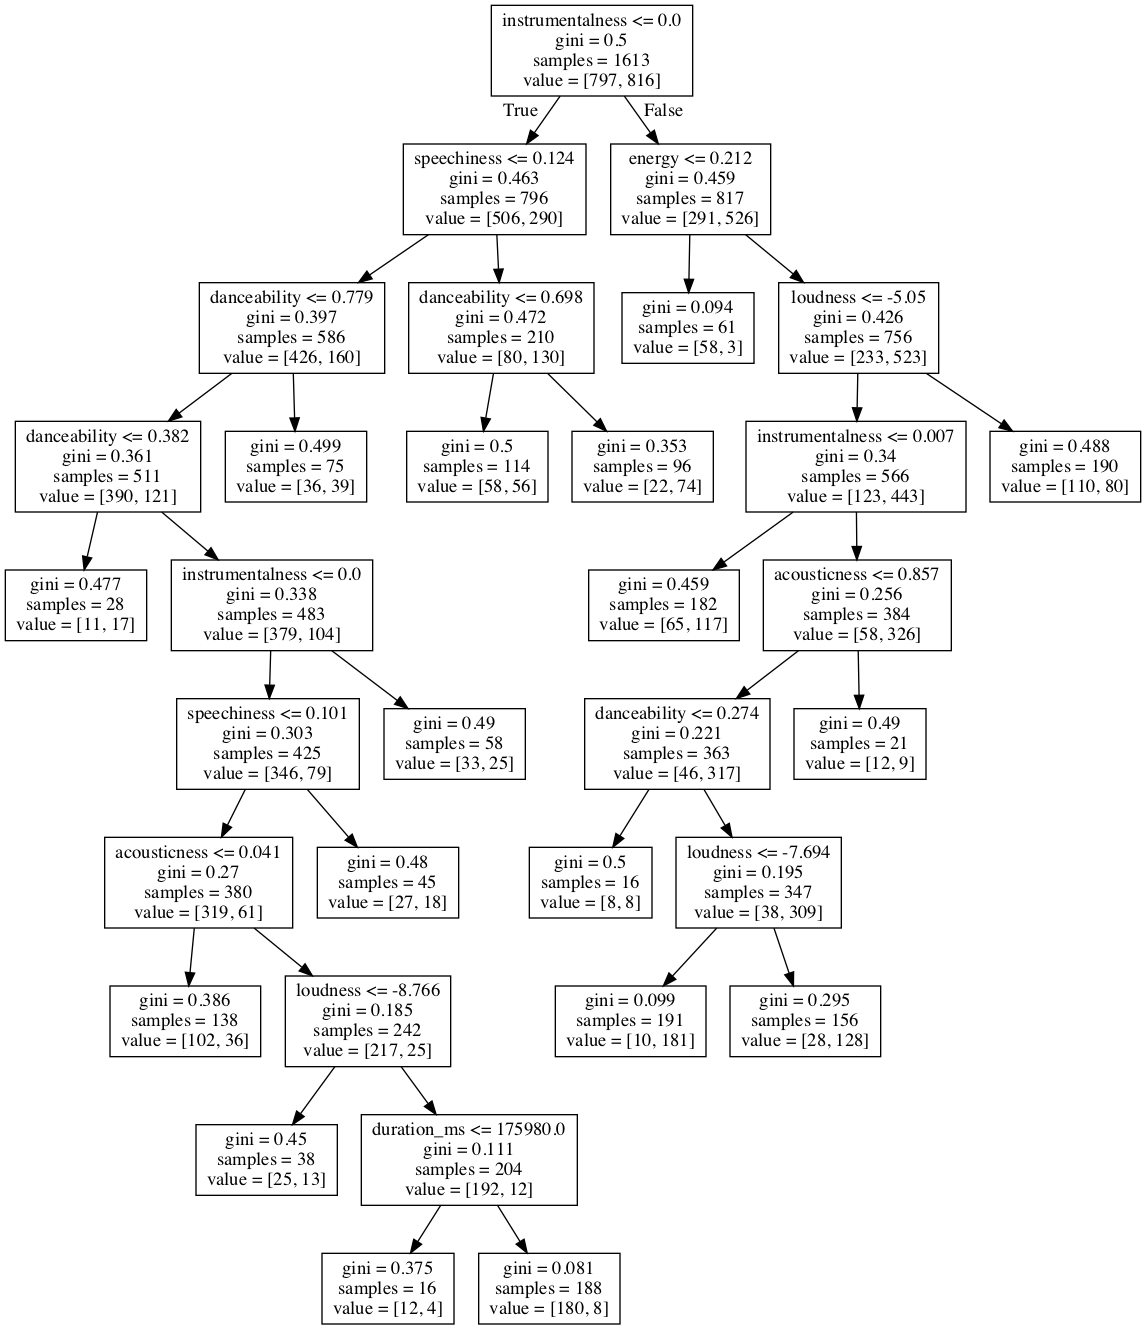 instrumentalness <= 0.0
gini = 0.5
samples = 1613
value = [797, 816]
True
False
speechiness <= 0.124
gini = 0.463
samples = 796
value = [506, 290]
energy <= 0.212
gini = 0.459
samples = 817
value = [291, 526]
danceability <= 0.779
gini = 0.397
samples = 586
value = [426, 160]
danceability <= 0.698
gini = 0.472
samples = 210
value = [80, 130]
gini = 0.094
samples = 61
value = [58, 3]
loudness <= -5.05
gini = 0.426
samples = 756
value = [233, 523]
danceability <= 0.382
gini = 0.361
samples = 511
value = [390, 121]
gini = 0.499
samples = 75
value = [36, 39]
gini = 0.5
samples = 114
value = [58, 56]
gini = 0.353
samples = 96
value = [22, 74]
instrumentalness <= 0.007
gini = 0.34
samples = 566
value = [123, 443]
gini = 0.488
samples = 190
value = [110, 80]
gini = 0.477
samples = 28
value = [11, 17]
instrumentalness <= 0.0
gini = 0.338
samples = 483
value = [379, 104]
gini = 0.459
samples = 182
value = [65, 117]
acousticness <= 0.857
gini = 0.256
samples = 384
value = [58, 326]
speechiness <= 0.101
gini = 0.303
samples = 425
value = [346, 79]
gini = 0.49
samples = 58
value = [33, 25]
danceability <= 0.274
gini = 0.221
samples = 363
value = [46, 317]
gini = 0.49
samples = 21
value = [12, 9]
acousticness <= 0.041
gini = 0.27
samples = 380
value = [319, 61]
gini = 0.48
samples = 45
value = [27, 18]
gini = 0.5
samples = 16
value = [8, 8]
loudness <= -7.694
gini = 0.195
samples = 347
value = [38, 309]
gini = 0.386
samples = 138
value = [102, 36]
loudness <= -8.766
gini = 0.185
samples = 242
value = [217, 25]
gini = 0.099
samples = 191
value = [10, 181]
gini = 0.295
samples = 156
value = [28, 128]
gini = 0.45
samples = 38
value = [25, 13]
duration_ms <= 175980.0
gini = 0.111
samples = 204
value = [192, 12]
gini = 0.375
samples = 16
value = [12, 4]
gini = 0.081
samples = 188
value = [180, 8]